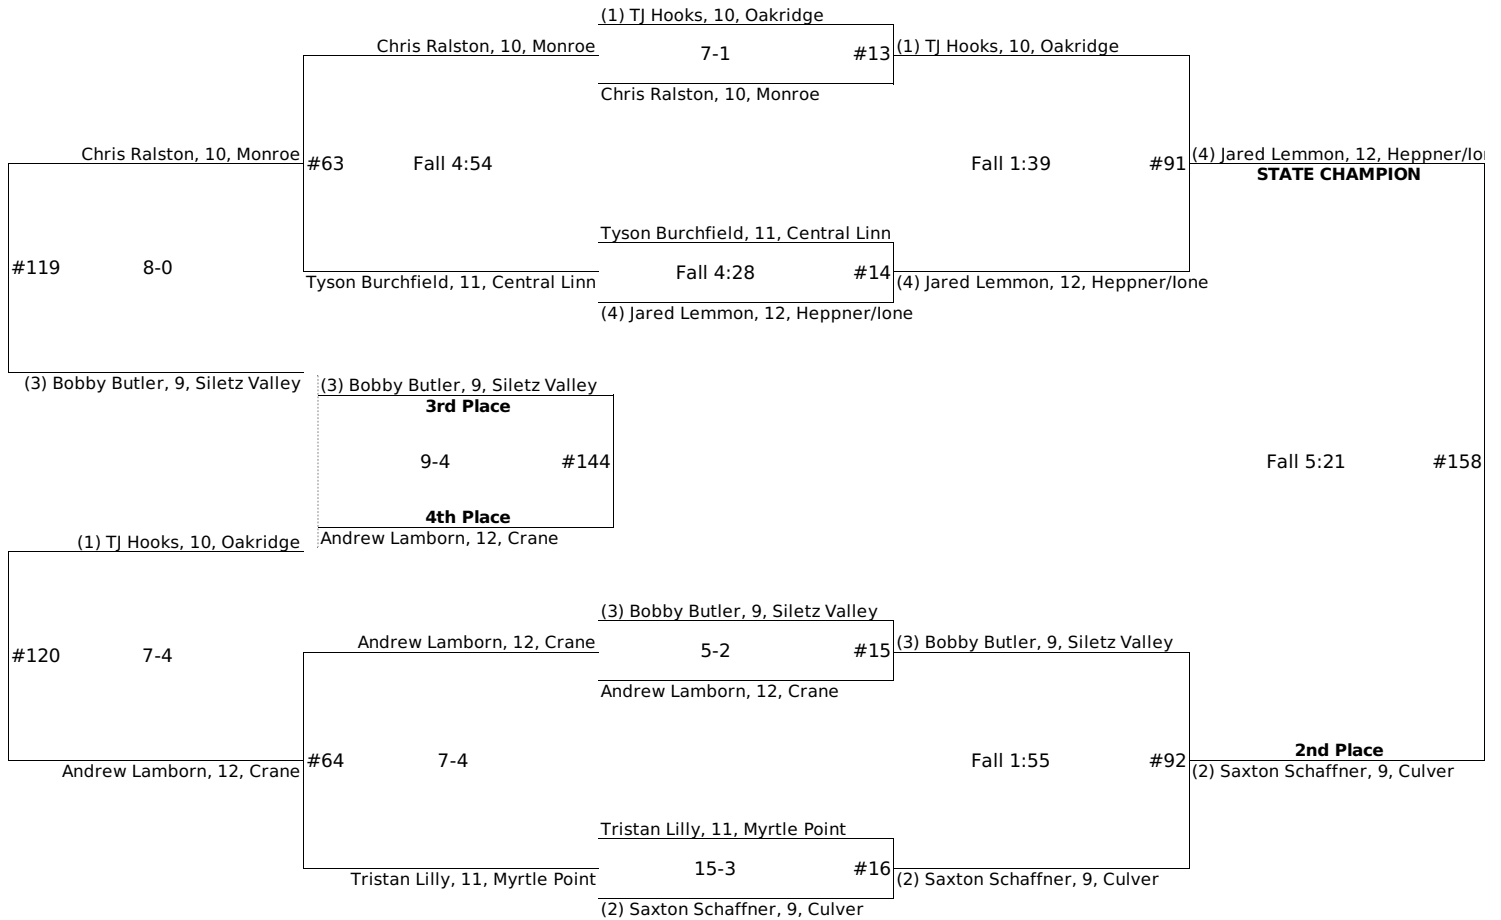 (1) TJ Hooks, 10, Oakridge
Chris Ralston, 10, Monroe
7-1
#13
(1) TJ Hooks, 10, Oakridge
Chris Ralston, 10, Monroe
Chris Ralston, 10, Monroe
#63
Fall 4:54
Fall 1:39
#91
(4) Jared Lemmon, 12, Heppner/Io
STATE CHAMPION
Tyson Burchfield, 11, Central Linn
#119
8-0
Fall 4:28
#14
Tyson Burchfield, 11, Central Linn
(4) Jared Lemmon, 12, Heppner/Ione
(4) Jared Lemmon, 12, Heppner/Ione
(3) Bobby Butler, 9, Siletz Valley
(3) Bobby Butler, 9, Siletz Valley
3rd Place
9-4
#144
Fall 5:21
#158
4th Place
Andrew Lamborn, 12, Crane
(1) TJ Hooks, 10, Oakridge
(3) Bobby Butler, 9, Siletz Valley
Andrew Lamborn, 12, Crane
5-2
#15
(3) Bobby Butler, 9, Siletz Valley
#120
7-4
Andrew Lamborn, 12, Crane
2nd Place
Andrew Lamborn, 12, Crane
#64
7-4
Fall 1:55
#92
(2) Saxton Schaffner, 9, Culver
Tristan Lilly, 11, Myrtle Point
15-3
#16
Tristan Lilly, 11, Myrtle Point
(2) Saxton Schaffner, 9, Culver
(2) Saxton Schaffner, 9, Culver